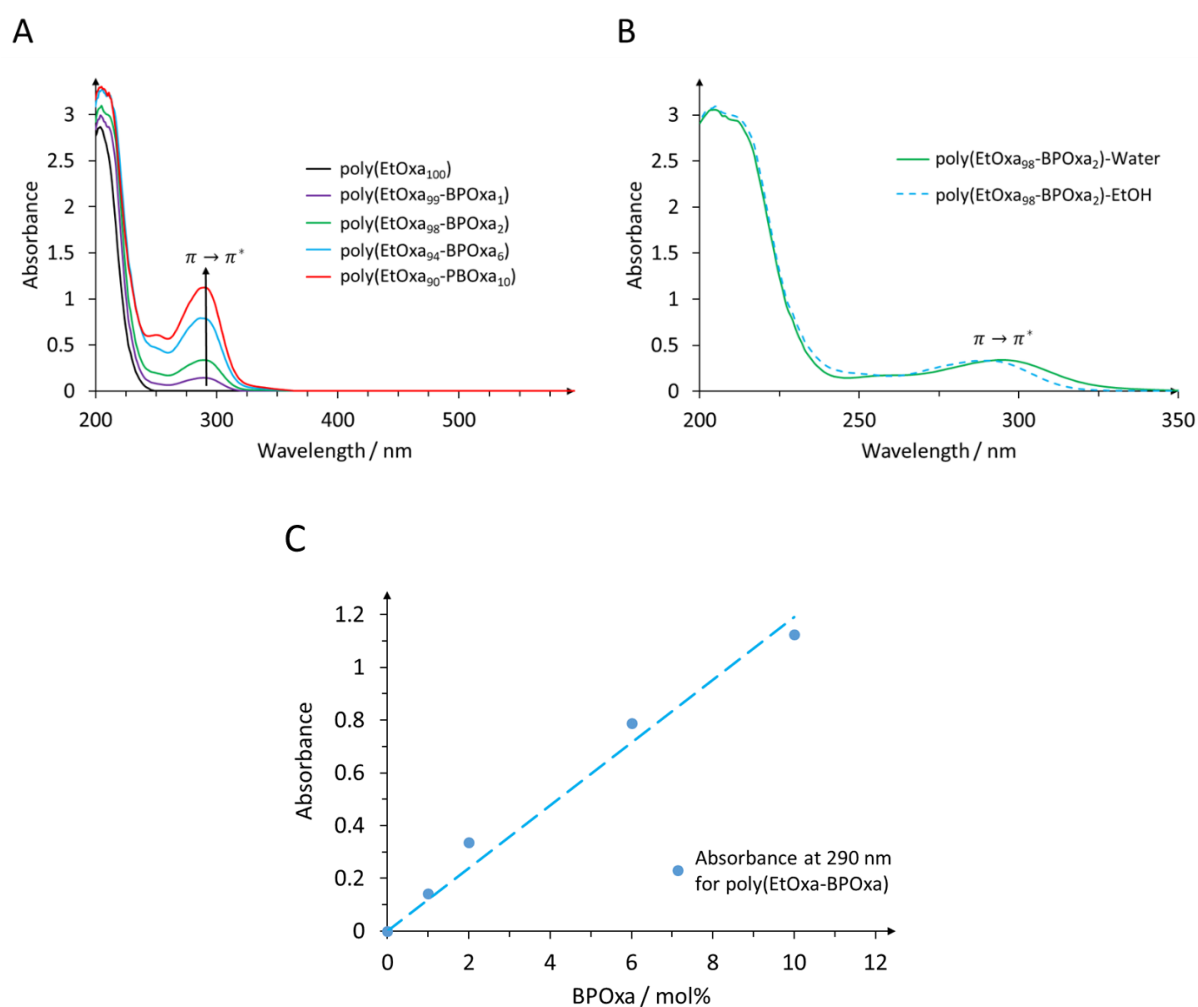 A
Absorbance
3
2.5
2
1.5
1
0.5
0
200
300
400
500
Wavelength / nm
π → π*
poly(EtOxa₁₀₀)
poly(EtOxa₉₉-BPOxa₁)
poly(EtOxa₉₈-BPOxa₂)
poly(EtOxa₉₄-BPOxa₆)
poly(EtOxa₉₀-PBOxa₁₀)
B
Absorbance
3
2.5
2
1.5
1
0.5
0
200
250
300
350
Wavelength / nm
π → π*
poly(EtOxa₉₈-BPOxa₂)-Water
poly(EtOxa₉₈-BPOxa₂)-EtOH
C
Absorbance
1.2
1
0.8
0.6
0.4
0.2
0
0
2
4
6
8
10
12
BPOxa / mol%
Absorbance at 290 nm
for poly(EtOxa-BPOxa)